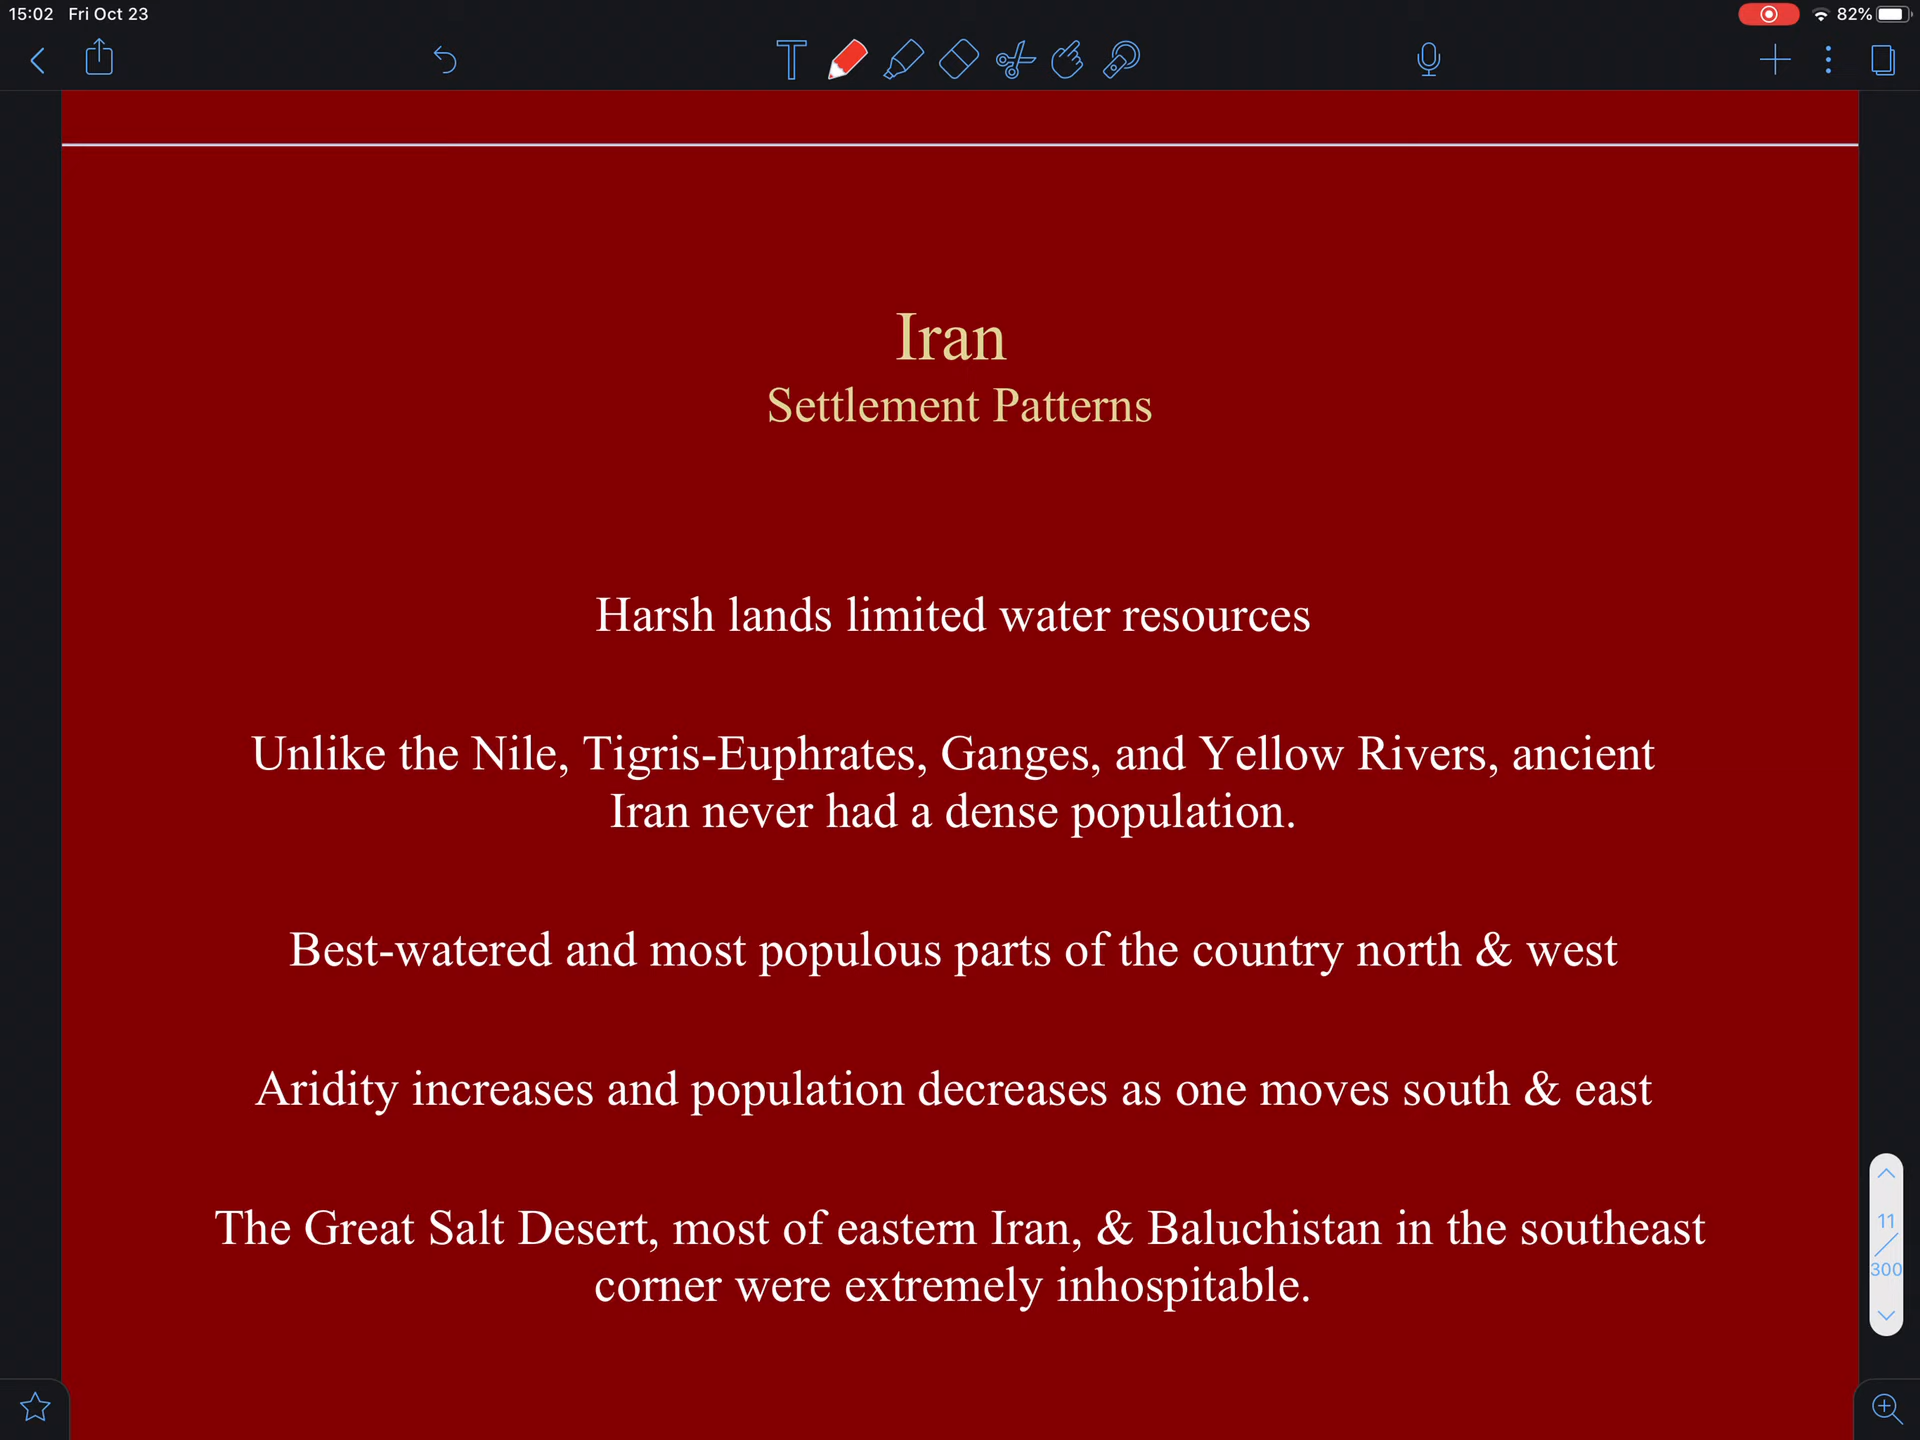 15:02 Fri Oct 23
82%
Iran
Settlement Patterns
Harsh lands limited water resources
Unlike the Nile, Tigris-Euphrates, Ganges, and Yellow Rivers, ancient
Iran never had a dense population.
Best-watered and most populous parts of the country north & west
Aridity increases and population decreases as one moves south & east
The Great Salt Desert, most of eastern Iran, & Baluchistan in the southeast
corner were extremely inhospitable.
11
300